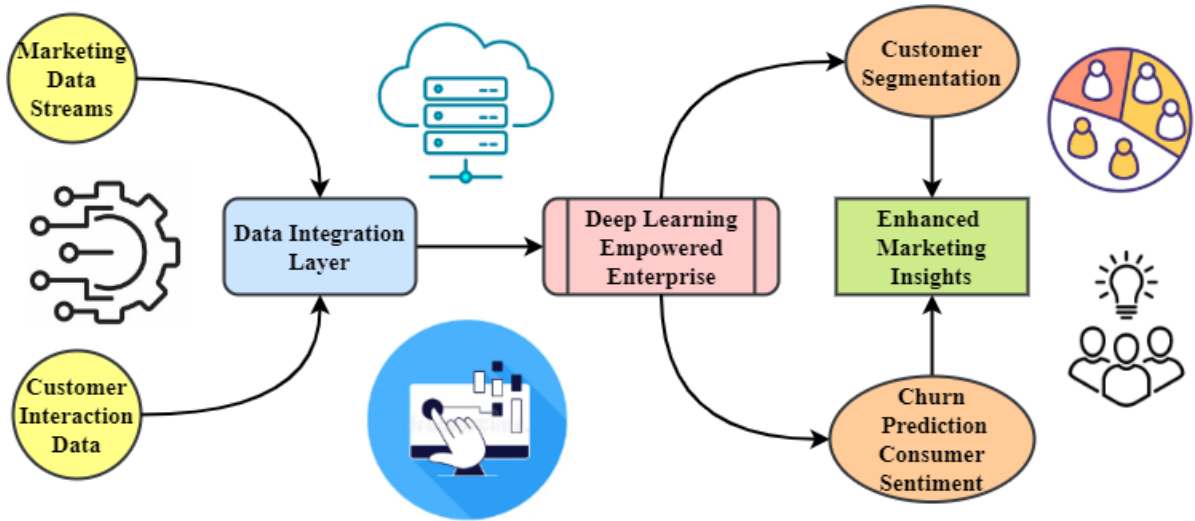 Marketing
Data
Streams
Customer
Interaction
Data
Data Integration
Layer
Deep Learning
Empowered
Enterprise
Customer
Segmentation
Enhanced
Marketing
Insights
Churn
Prediction
Consumer
Sentiment